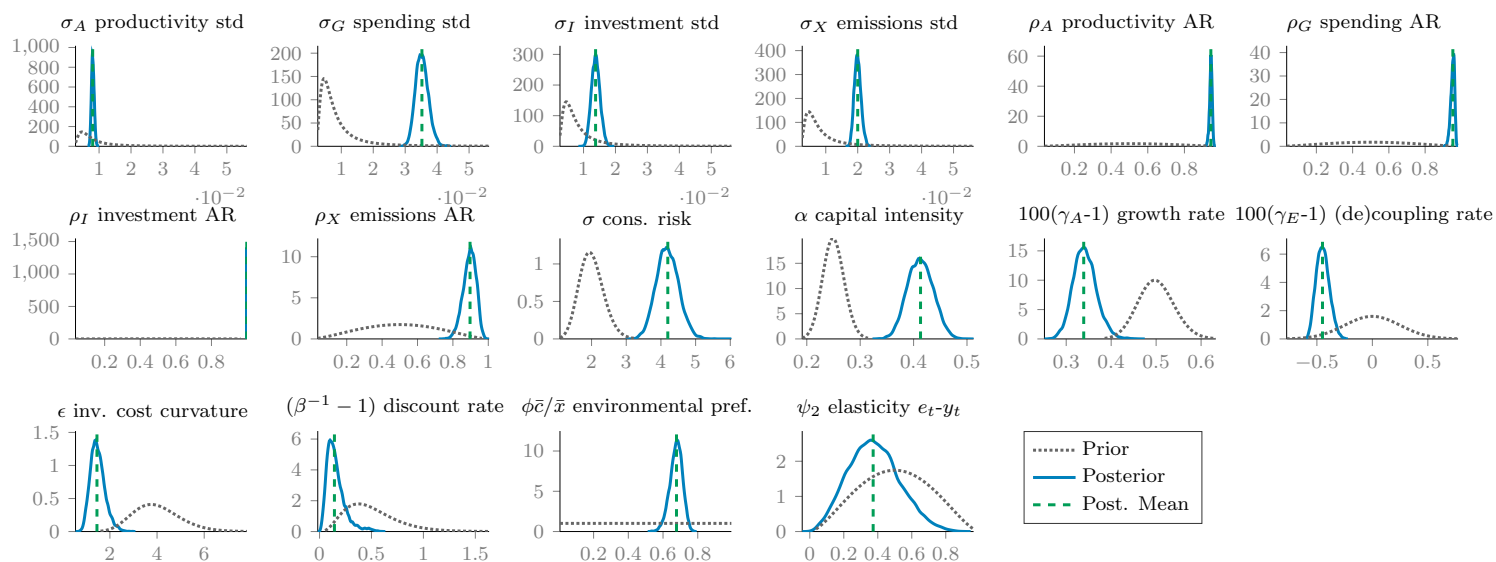 σ_A productivity std
1,000
800
600
400
200
0
1 2 3 4 5
·10^−2
σ_G spending std
200
150
100
50
0
1 2 3 4 5
·10^−2
σ_I investment std
300
200
100
0
1 2 3 4 5
·10^−2
σ_X emissions std
400
300
200
100
0
1 2 3 4 5
·10^−2
ρ_A productivity AR
60
40
20
0
0.2 0.4 0.6 0.8
ρ_G spending AR
40
30
20
10
0
0.2 0.4 0.6 0.8
ρ_I investment AR
1,500
1,000
500
0
0.2 0.4 0.6 0.8
ρ_X emissions AR
10
5
0
0.2 0.4 0.6 0.8 1
σ cons. risk
1
0.5
0
2 3 4 5 6
α capital intensity
20
15
10
5
0
0.2 0.3 0.4 0.5
100(γ_A-1) growth rate
15
10
5
0
0.3 0.4 0.5 0.6
100(γ_E-1) (de)coupling rate
6
4
2
0
−0.5 0 0.5
ϵ inv. cost curvature
1.5
1
0.5
0
2 4 6
(β^−1 − 1) discount rate
6
4
2
0
0 0.5 1 1.5
ϕc̄/x̄ environmental pref.
10
5
0
0.2 0.4 0.6 0.8
ψ_2 elasticity e_t-y_t
2
1
0
0 0.2 0.4 0.6 0.8
Prior
Posterior
Post. Mean